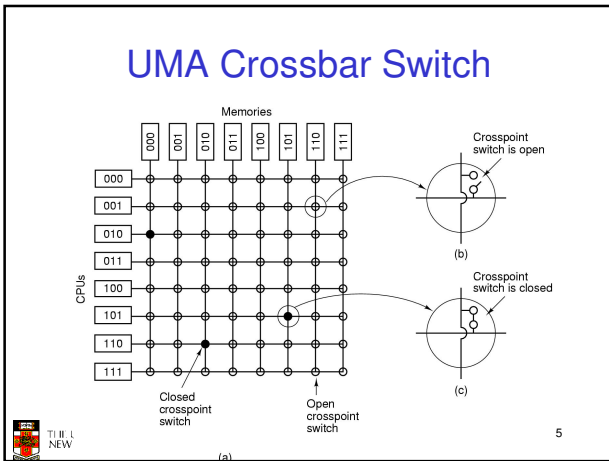 UMA Crossbar Switch
Memories
000 001 010 011 100 101 110 111
Crosspoint
switch is open
000
001
010
011
100
101
110
111
CPUs
(b)
Crosspoint
switch is closed
(c)
Closed
crosspoint
switch
Open
crosspoint
switch
(a)
NEW
5